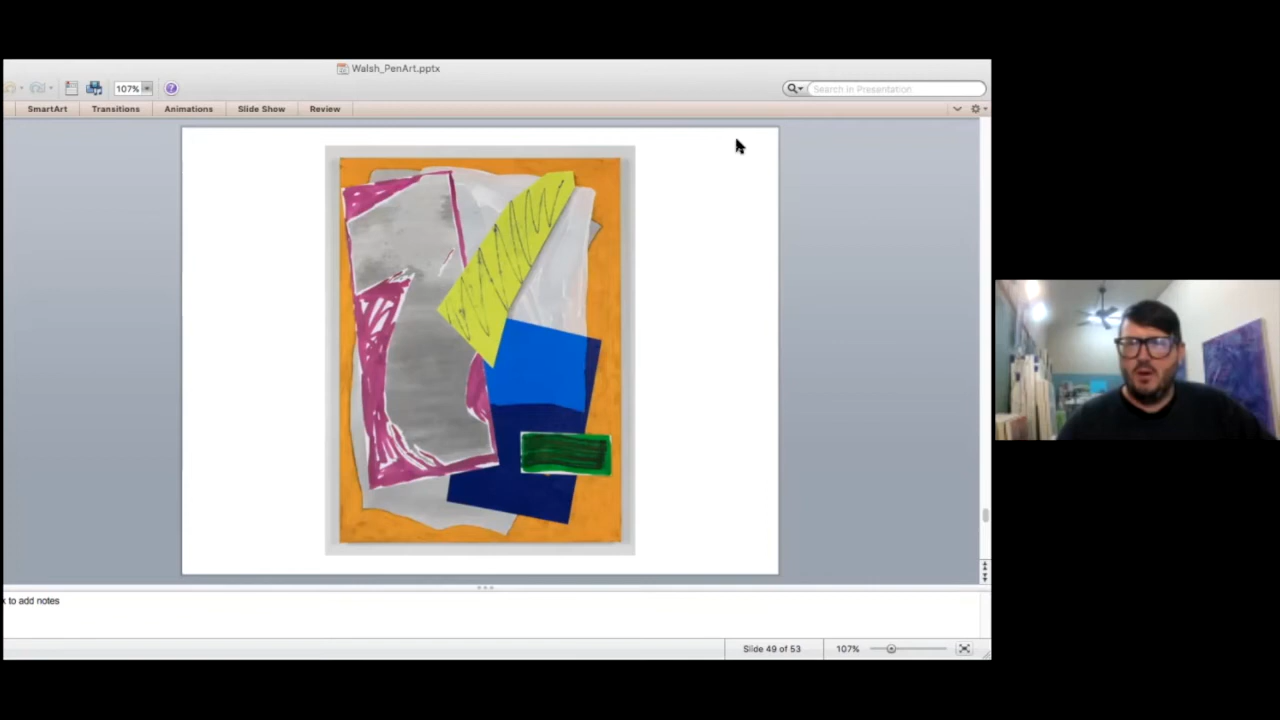 Walsh_PenArt.pptx
107%
Search in Presentation
SmartArt Transitions Animations Slide Show Review
k to add notes
Slide 49 of 53 107%